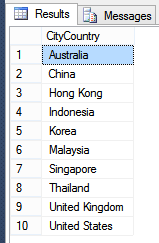 Results Messages
CityCountry
1 Australia
2 China
3 Hong Kong
4 Indonesia
5 Korea
6 Malaysia
7 Singapore
8 Thailand
9 United Kingdom
10 United States